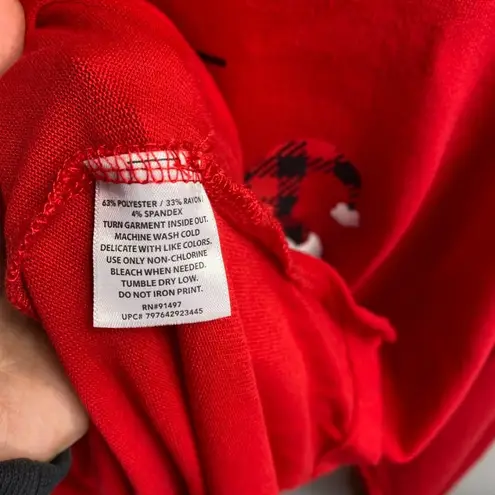 63% POLYESTER / 33% RAYON /
4% SPANDEX
TURN GARMENT INSIDE OUT.
MACHINE WASH COLD
DELICATE WITH LIKE COLORS.
USE ONLY NON-CHLORINE
BLEACH WHEN NEEDED.
TUMBLE DRY LOW.
DO NOT IRON PRINT.
RN#91497
UPC# 797642923445